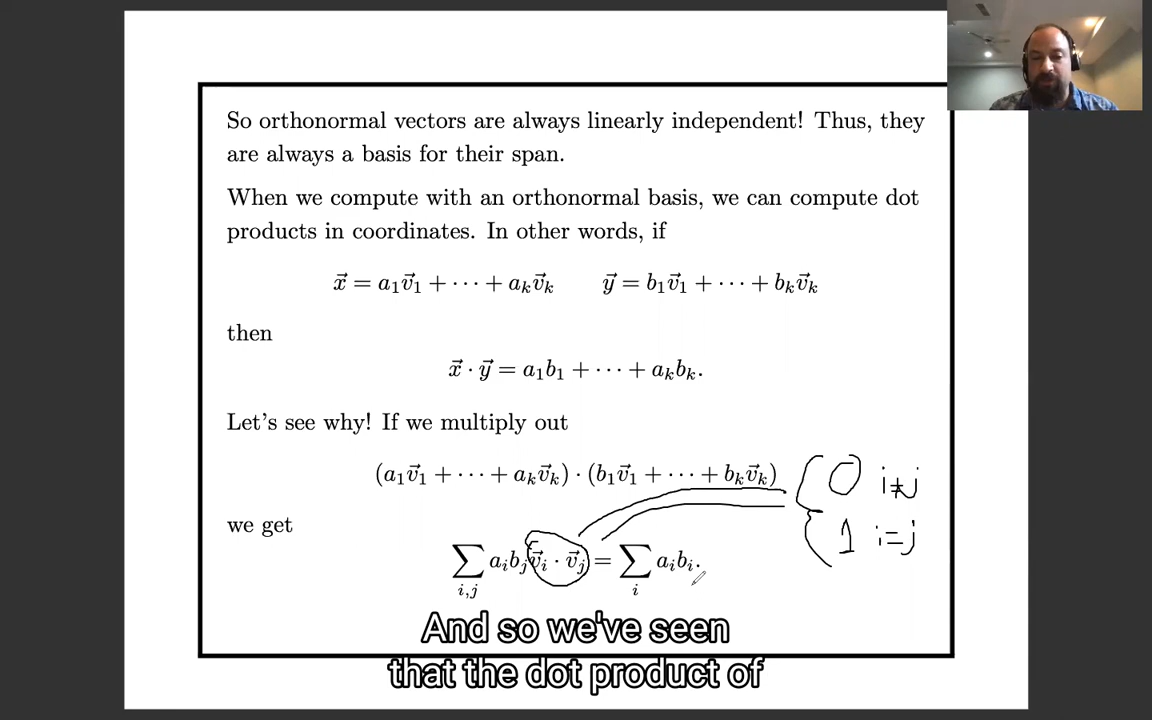 So orthonormal vectors are always linearly independent! Thus, they
are always a basis for their span.
When we compute with an orthonormal basis, we can compute dot
products in coordinates. In other words, if
x⃗ = a₁v⃗₁ + ⋯ + aₖv⃗ₖ  y⃗ = b₁v⃗₁ + ⋯ + bₖv⃗ₖ
then
x⃗ · y⃗ = a₁b₁ + ⋯ + aₖbₖ.
Let's see why! If we multiply out
(a₁v⃗₁ + ⋯ + aₖv⃗ₖ) · (b₁v⃗₁ + ⋯ + bₖv⃗ₖ)
{ 0 i≠j
1 i=j
we get
∑_{i,j} aᵢbⱼv⃗ᵢ · v⃗ⱼ = ∑_i aᵢbᵢ.
And so we've seen
that the dot product of